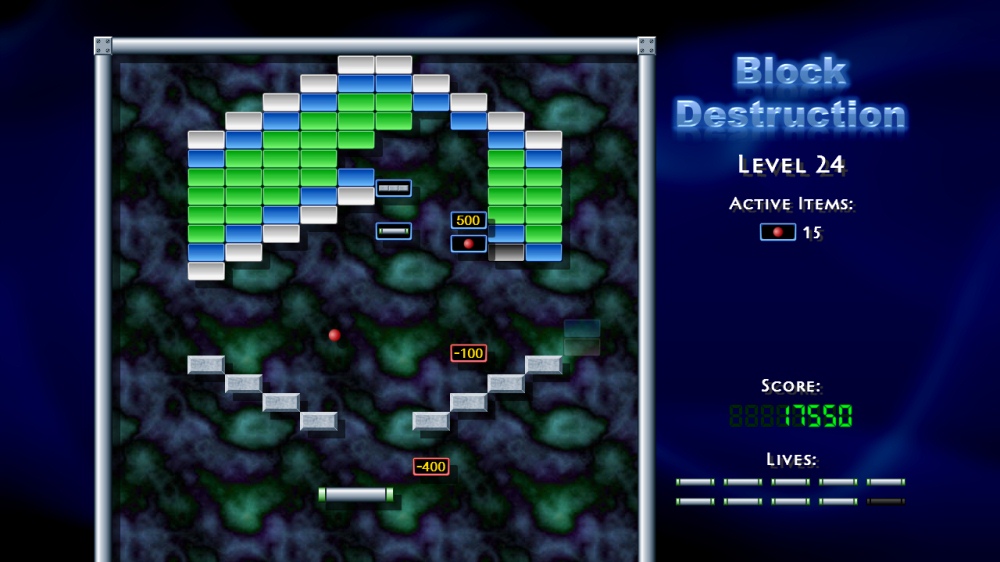 Block
Destruction
LEVEL 24
ACTIVE ITEMS:
15
500
-100
-400
SCORE:
17550
LIVES: